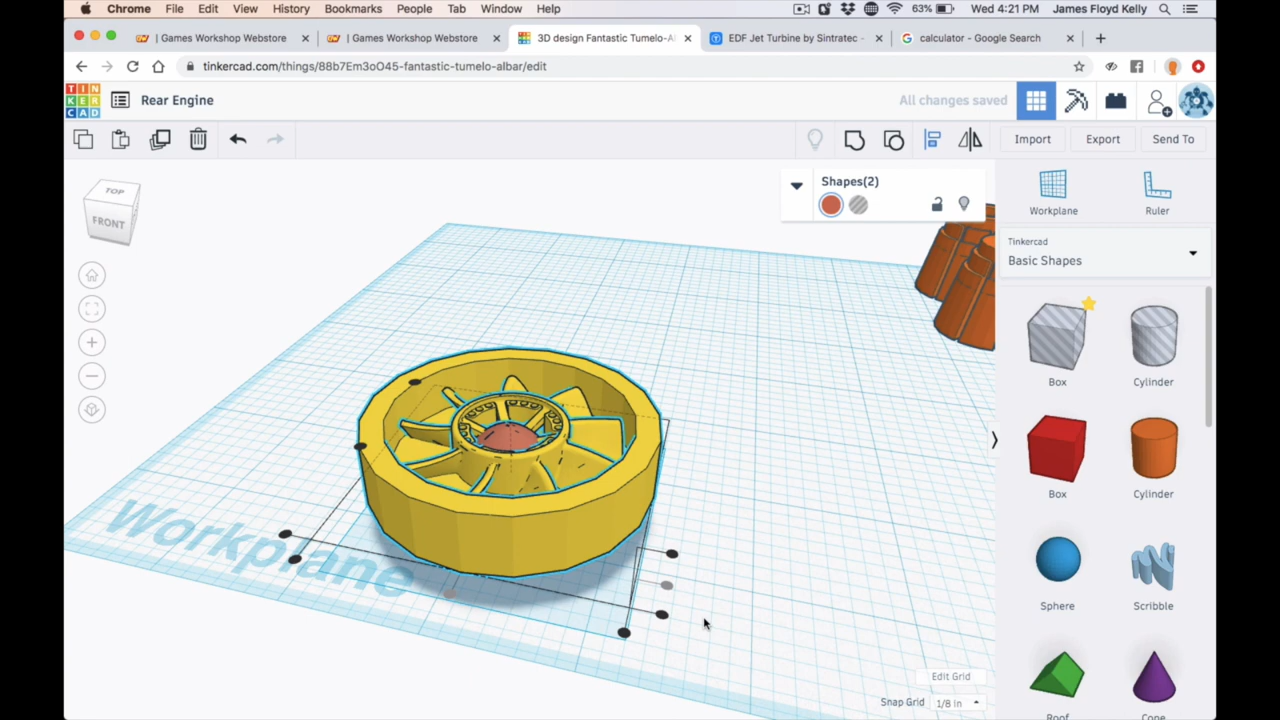 Chrome File Edit View History Bookmarks People Tab Window Help 63% Wed 4:21 PM James Floyd Kelly
| Games Workshop Webstore | Games Workshop Webstore 3D design Fantastic Tumelo-Al EDF Jet Turbine by Sintratec - calculator - Google Search
tinkercad.com/things/88b7Em3oO45-fantastic-tumelo-albar/edit
TIN
KER
CAD
Rear Engine
All changes saved
Import Export Send To
TOP
FRONT
Shapes(2)
Workplane Ruler
Tinkercad
Basic Shapes
Box Cylinder
Box Cylinder
Sphere Scribble
Roof Cone
Workplane
Edit Grid
Snap Grid 1/8 in